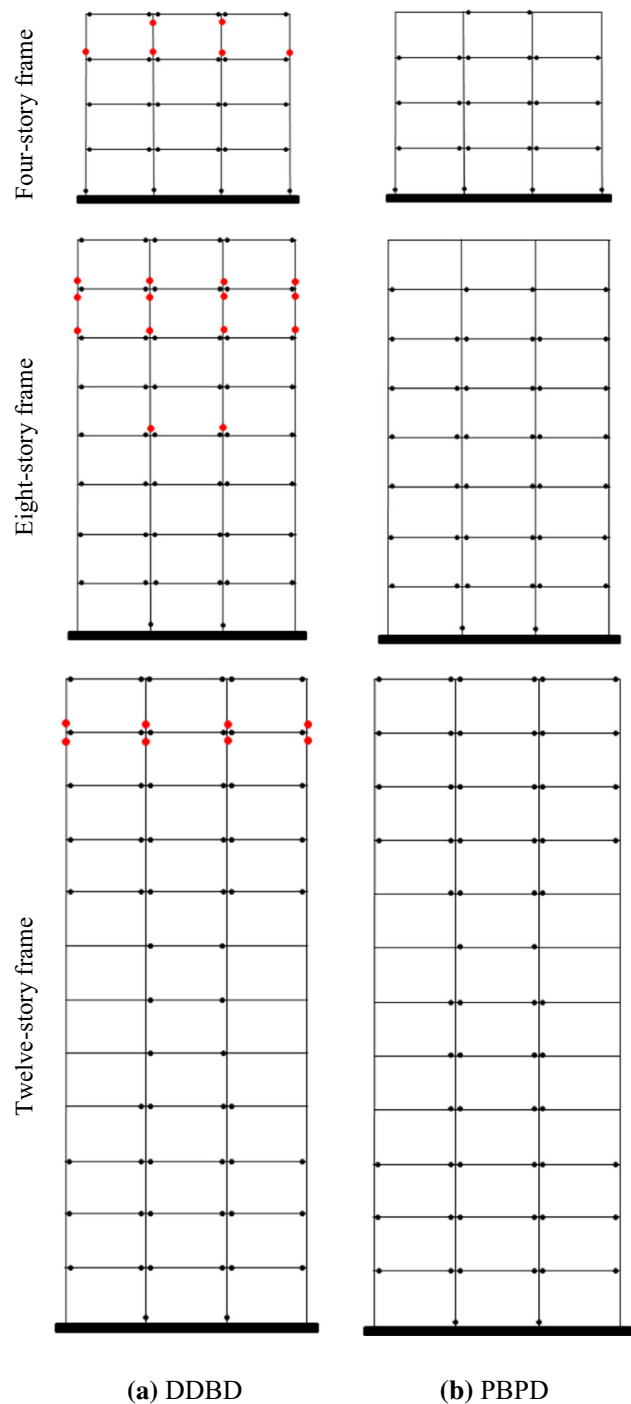 Four-story frame
Eight-story frame
Twelve-story frame
(a) DDBD
(b) PBPD